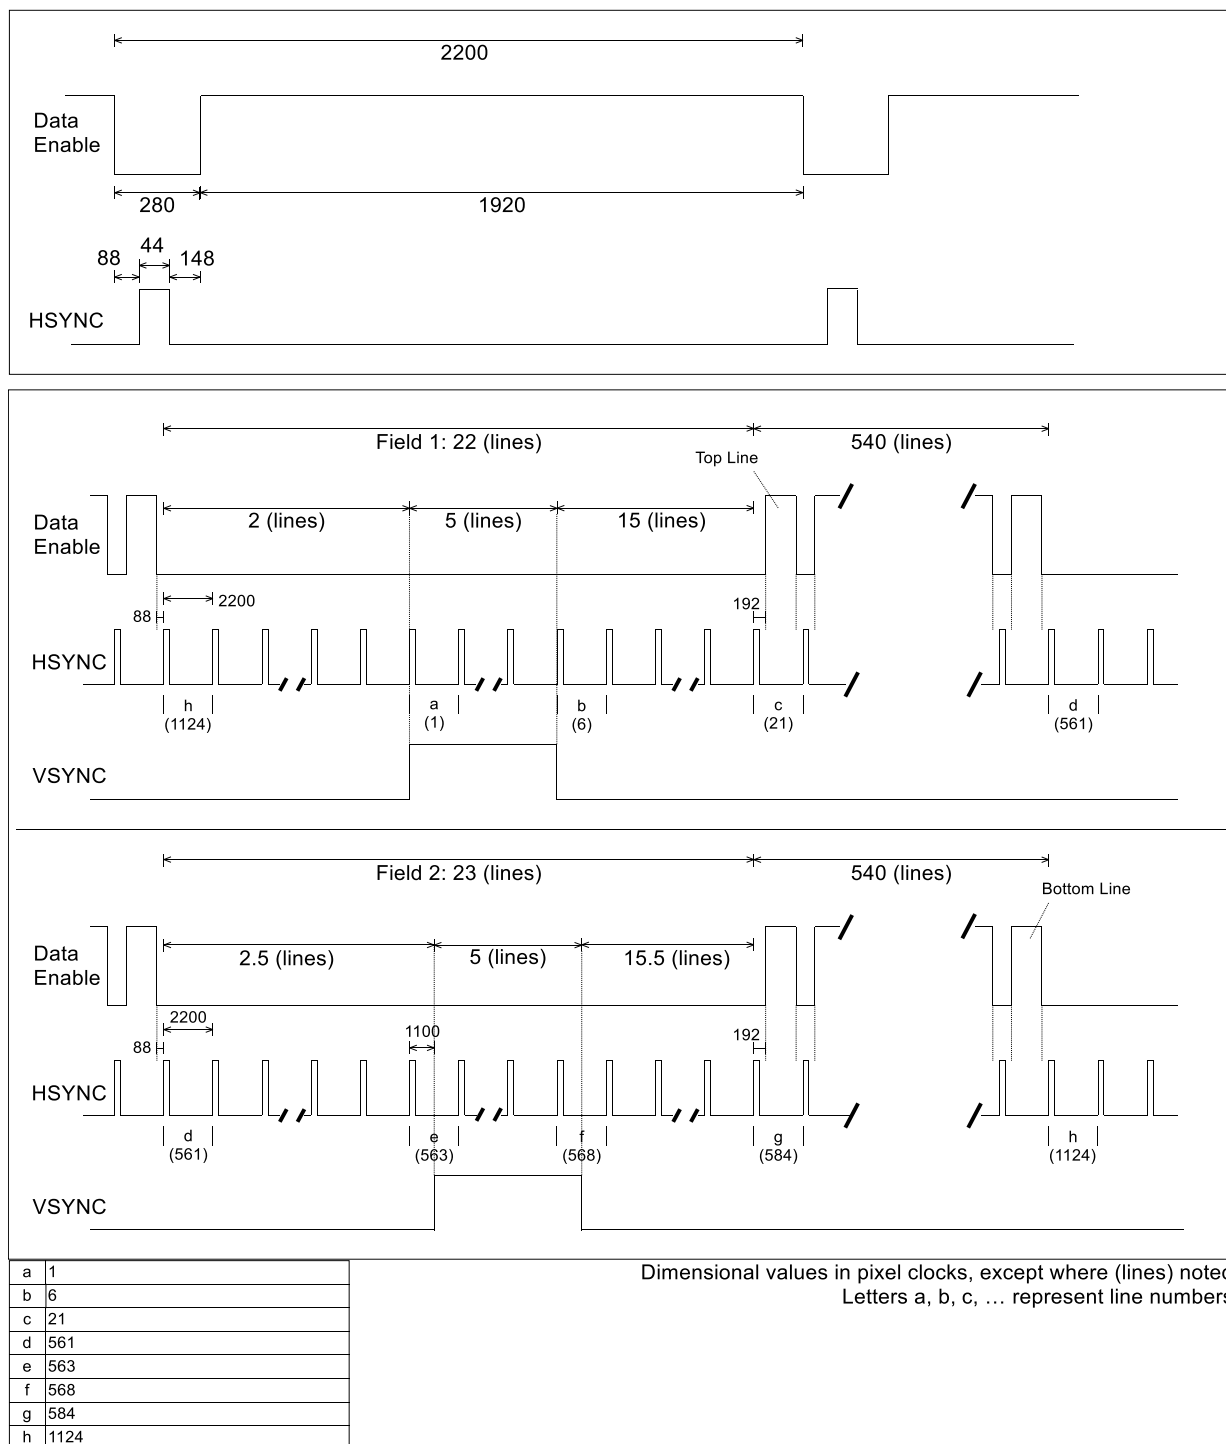 2200
Data
Enable
280
1920
88
44
148
HSYNC
Field 1: 22 (lines)
540 (lines)
Top Line
Data
Enable
2 (lines)
5 (lines)
15 (lines)
88
2200
192
HSYNC
h
(1124)
a
(1)
b
(6)
c
(21)
d
(561)
VSYNC
Field 2: 23 (lines)
540 (lines)
Bottom Line
Data
Enable
2.5 (lines)
5 (lines)
15.5 (lines)
2200
88
1100
192
HSYNC
d
(561)
e
(563)
f
(568)
g
(584)
h
(1124)
VSYNC
a 1
b 6
c 21
d 561
e 563
f 568
g 584
h 1124
Dimensional values in pixel clocks, except where (lines) noted
Letters a, b, c, … represent line numbers